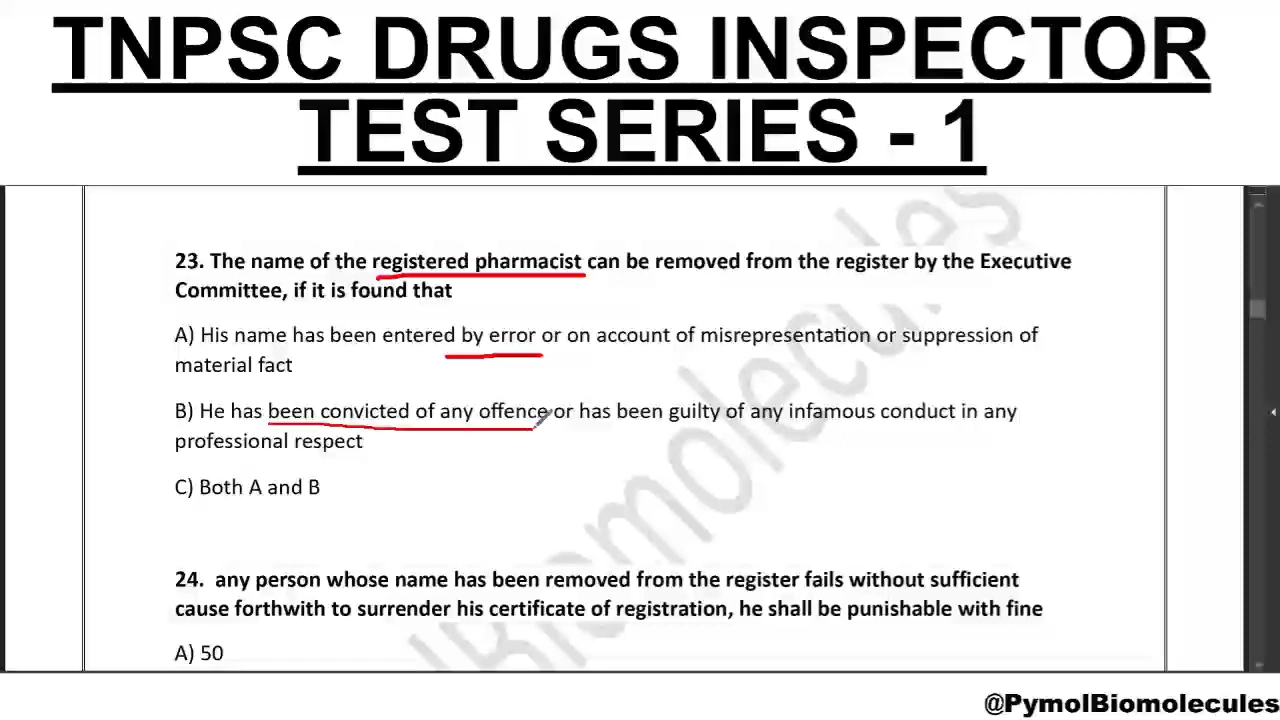 TNPSC DRUGS INSPECTOR
TEST SERIES - 1
23. The name of the registered pharmacist can be removed from the register by the Executive
Committee, if it is found that
A) His name has been entered by error or on account of misrepresentation or suppression of
material fact
B) He has been convicted of any offence or has been guilty of any infamous conduct in any
professional respect
C) Both A and B
24. any person whose name has been removed from the register fails without sufficient
cause forthwith to surrender his certificate of registration, he shall be punishable with fine
A) 50
@PymolBiomolecules